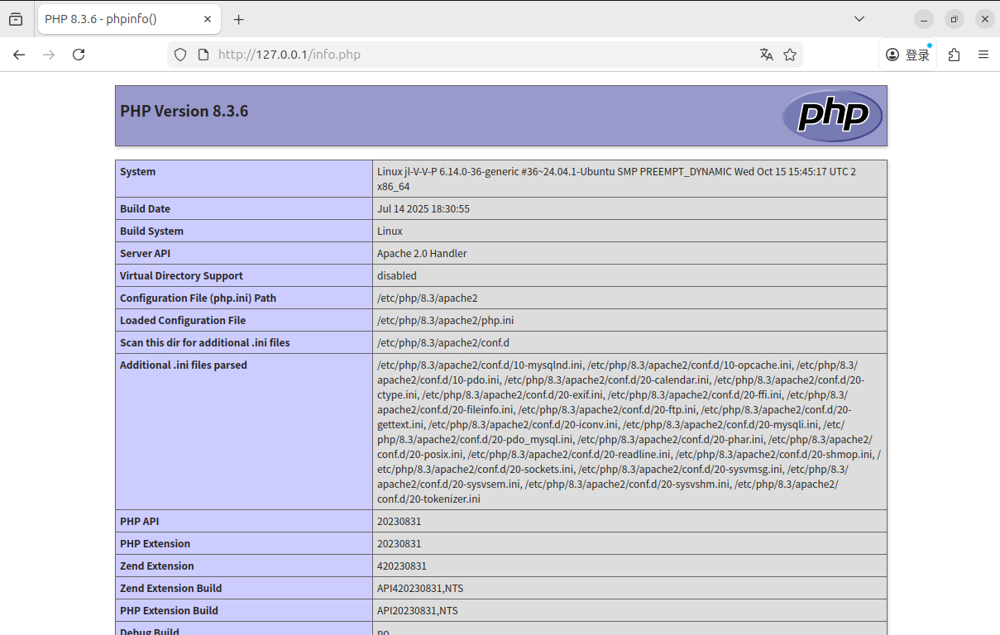 PHP 8.3.6 - phpinfo()
http://127.0.0.1/info.php
登录
PHP Version 8.3.6
php
System
Linux jl-V-V-P 6.14.0-36-generic #36~24.04.1-Ubuntu SMP PREEMPT_DYNAMIC Wed Oct 15 15:45:17 UTC 2
x86_64
Build Date
Jul 14 2025 18:30:55
Build System
Linux
Server API
Apache 2.0 Handler
Virtual Directory Support
disabled
Configuration File (php.ini) Path
/etc/php/8.3/apache2
Loaded Configuration File
/etc/php/8.3/apache2/php.ini
Scan this dir for additional .ini files
/etc/php/8.3/apache2/conf.d
Additional .ini files parsed
/etc/php/8.3/apache2/conf.d/10-mysqlnd.ini, /etc/php/8.3/apache2/conf.d/10-opcache.ini, /etc/php/8.3/
apache2/conf.d/10-pdo.ini, /etc/php/8.3/apache2/conf.d/20-calendar.ini, /etc/php/8.3/apache2/conf.d/20-
ctype.ini, /etc/php/8.3/apache2/conf.d/20-exif.ini, /etc/php/8.3/apache2/conf.d/20-ffi.ini, /etc/php/8.3/
apache2/conf.d/20-fileinfo.ini, /etc/php/8.3/apache2/conf.d/20-ftp.ini, /etc/php/8.3/apache2/conf.d/20-
gettext.ini, /etc/php/8.3/apache2/conf.d/20-iconv.ini, /etc/php/8.3/apache2/conf.d/20-mysqli.ini, /etc/
php/8.3/apache2/conf.d/20-pdo_mysql.ini, /etc/php/8.3/apache2/conf.d/20-phar.ini, /etc/php/8.3/apache2/
conf.d/20-posix.ini, /etc/php/8.3/apache2/conf.d/20-readline.ini, /etc/php/8.3/apache2/conf.d/20-shmop.ini, /
etc/php/8.3/apache2/conf.d/20-sockets.ini, /etc/php/8.3/apache2/conf.d/20-sysvmsg.ini, /etc/php/8.3/
apache2/conf.d/20-sysvsem.ini, /etc/php/8.3/apache2/conf.d/20-sysvshm.ini, /etc/php/8.3/apache2/
conf.d/20-tokenizer.ini
PHP API
20230831
PHP Extension
20230831
Zend Extension
420230831
Zend Extension Build
API420230831,NTS
PHP Extension Build
API20230831,NTS
Debug Build
no